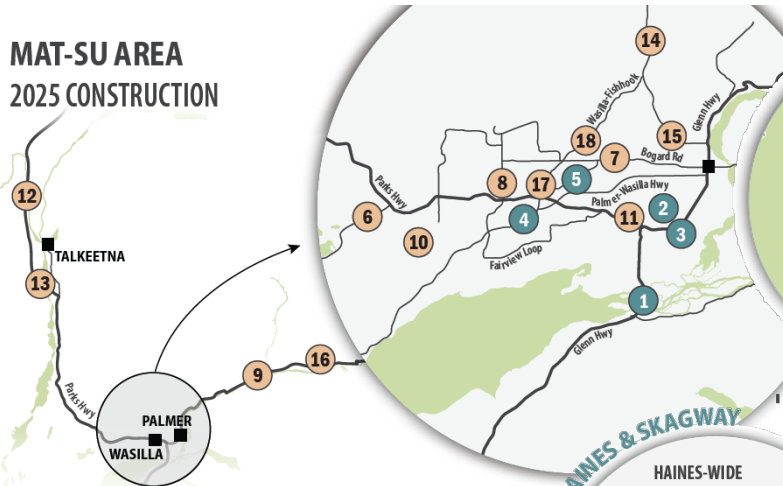 MAT-SU AREA
2025 CONSTRUCTION
14
Wasilla-Fishhook
Glenn Hwy
18
15
7
Bogard Rd
12
Parks Hwy
8
17
5
Palmer-Wasilla Hwy
6
4
11
2
3
10
Fairview Loop
TALKEETNA
13
1
Glenn Hwy
9
16
Parks Hwy
PALMER
WASILLA
AINES & SKAGWAY
HAINES-WIDE